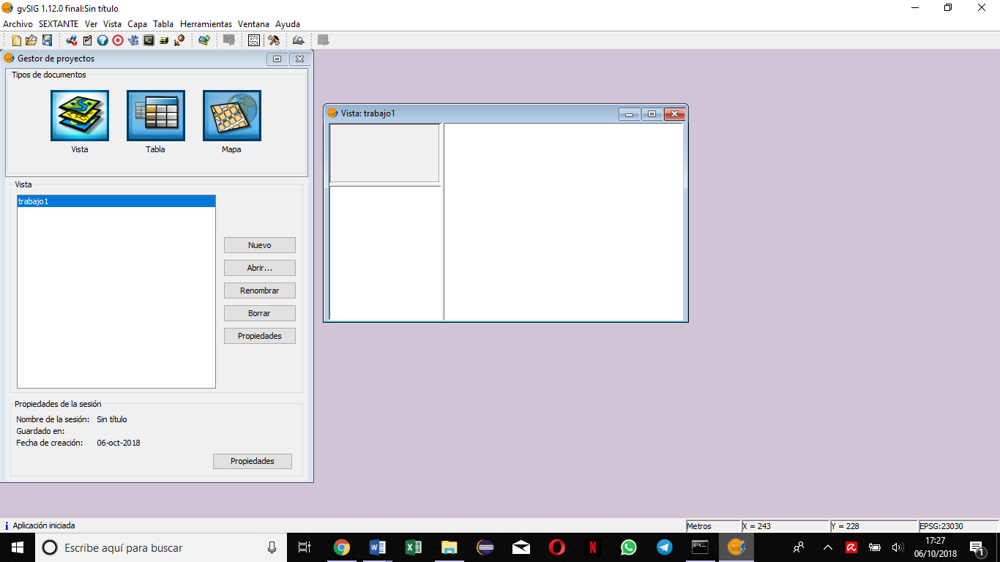 gvSIG 1.12.0 final:Sin título
Archivo SEXTANTE Ver Vista Capa Tabla Herramientas Ventana Ayuda
Gestor de proyectos
Tipos de documentos
Vista Tabla Mapa
Vista
trabajo1
Nuevo
Abrir...
Renombrar
Borrar
Propiedades
Propiedades de la sesión
Nombre de la sesión: Sin título
Guardado en:
Fecha de creación: 06-oct-2018
Propiedades
Vista: trabajo1
Aplicación iniciada
Metros X = 243 Y = 228 EPSG:23030
Escribe aquí para buscar
17:27
06/10/2018
1